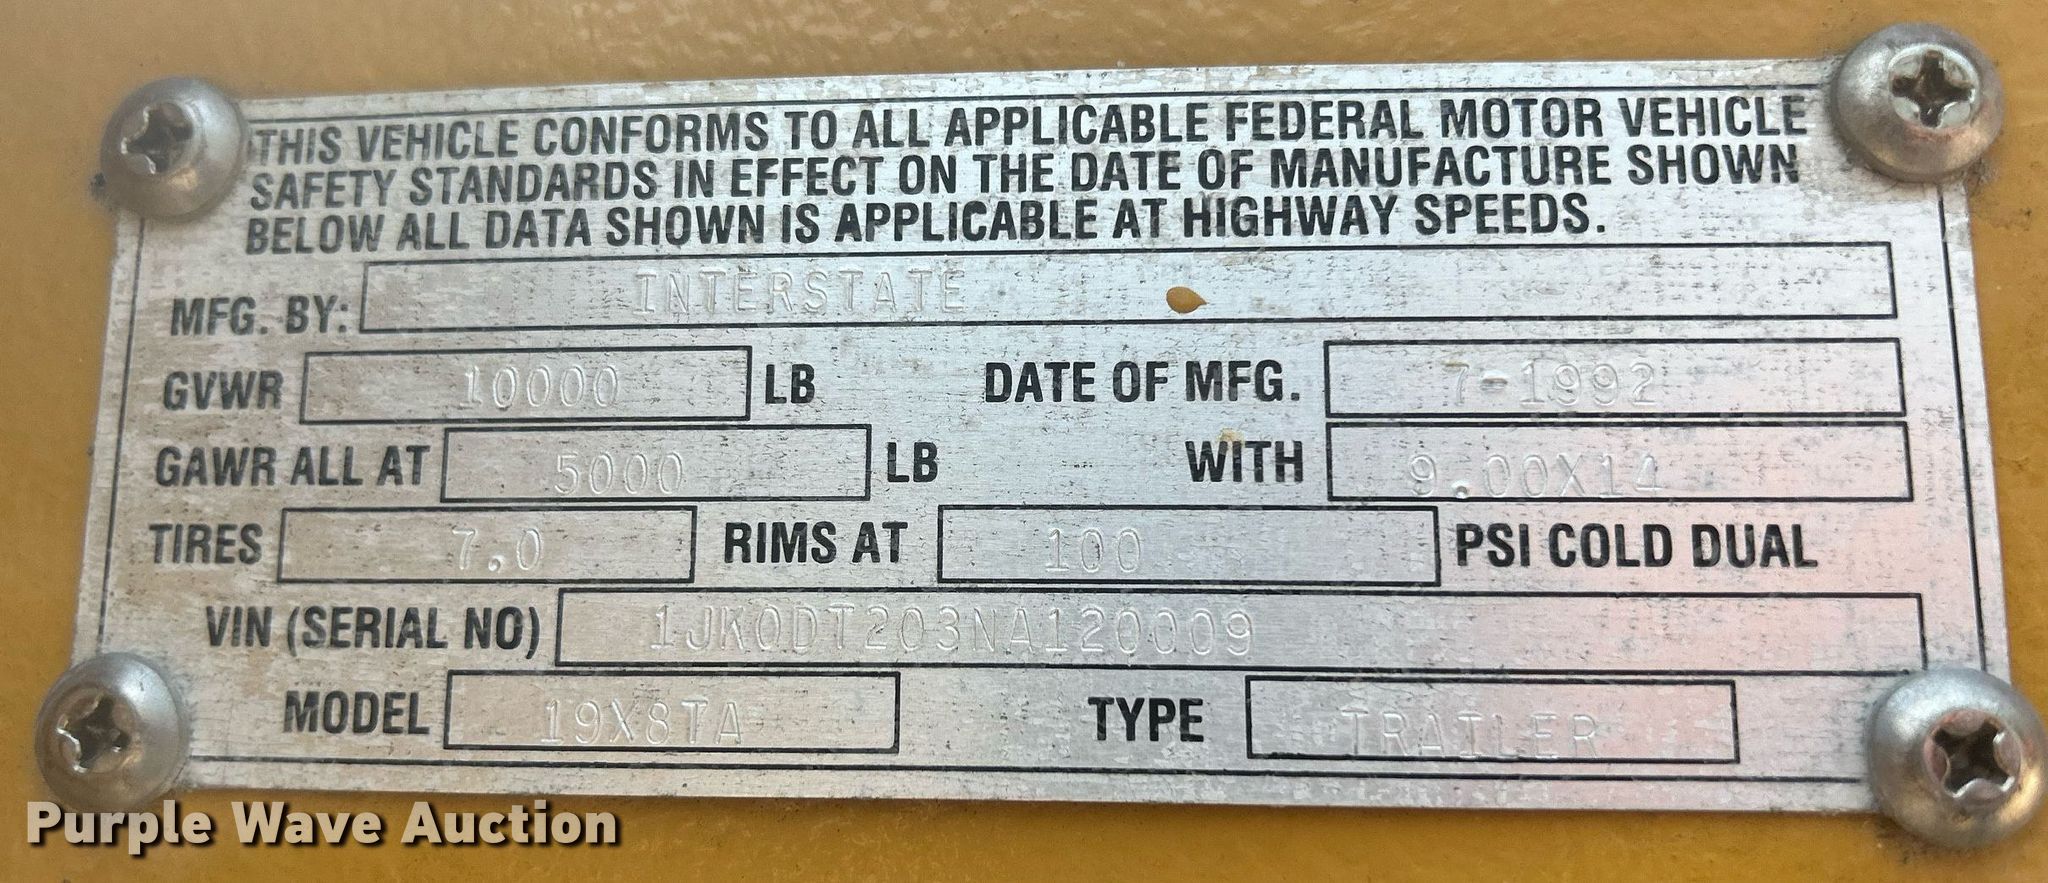 THIS VEHICLE CONFORMS TO ALL APPLICABLE FEDERAL MOTOR VEHICLE
SAFETY STANDARDS IN EFFECT ON THE DATE OF MANUFACTURE SHOWN
BELOW ALL DATA SHOWN IS APPLICABLE AT HIGHWAY SPEEDS.
MFG. BY: INTERSTATE
GVWR 10000 LB DATE OF MFG. 7-1992
GAWR ALL AT 5000 LB WITH 9.00X14
TIRES 7.0 RIMS AT 100 PSI COLD DUAL
VIN (SERIAL NO) 1JK0DT203NA120009
MODEL 19X8TA TYPE TRAILER
Purple Wave Auction